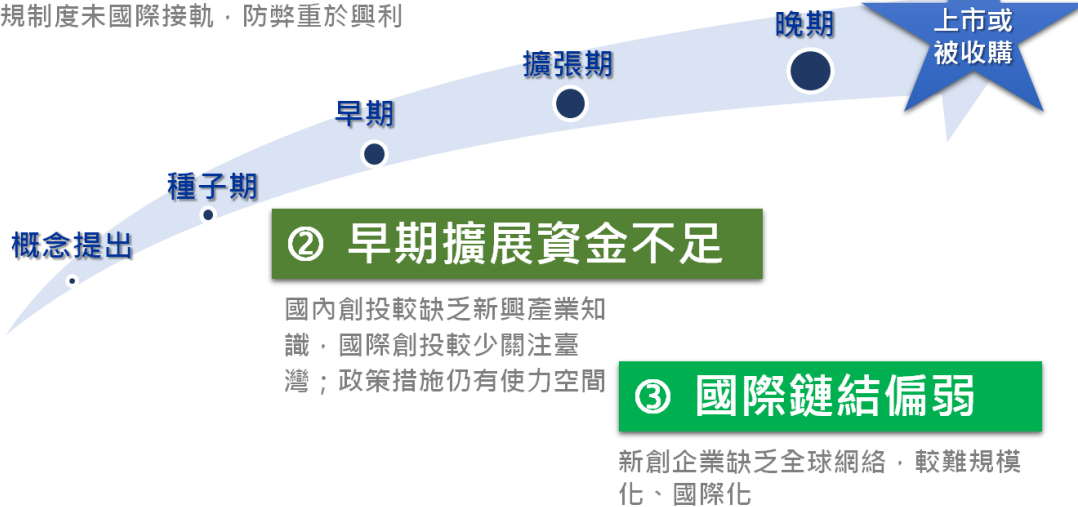 規制度未國際接軌，防弊重於興利
上市或
被收購
晚期
擴張期
早期
種子期
概念提出
② 早期擴展資金不足
國內創投較缺乏新興產業知
識，國際創投較少關注臺
灣；政策措施仍有使力空間
③ 國際鏈結偏弱
新創企業缺乏全球網絡，較難規模
化、國際化